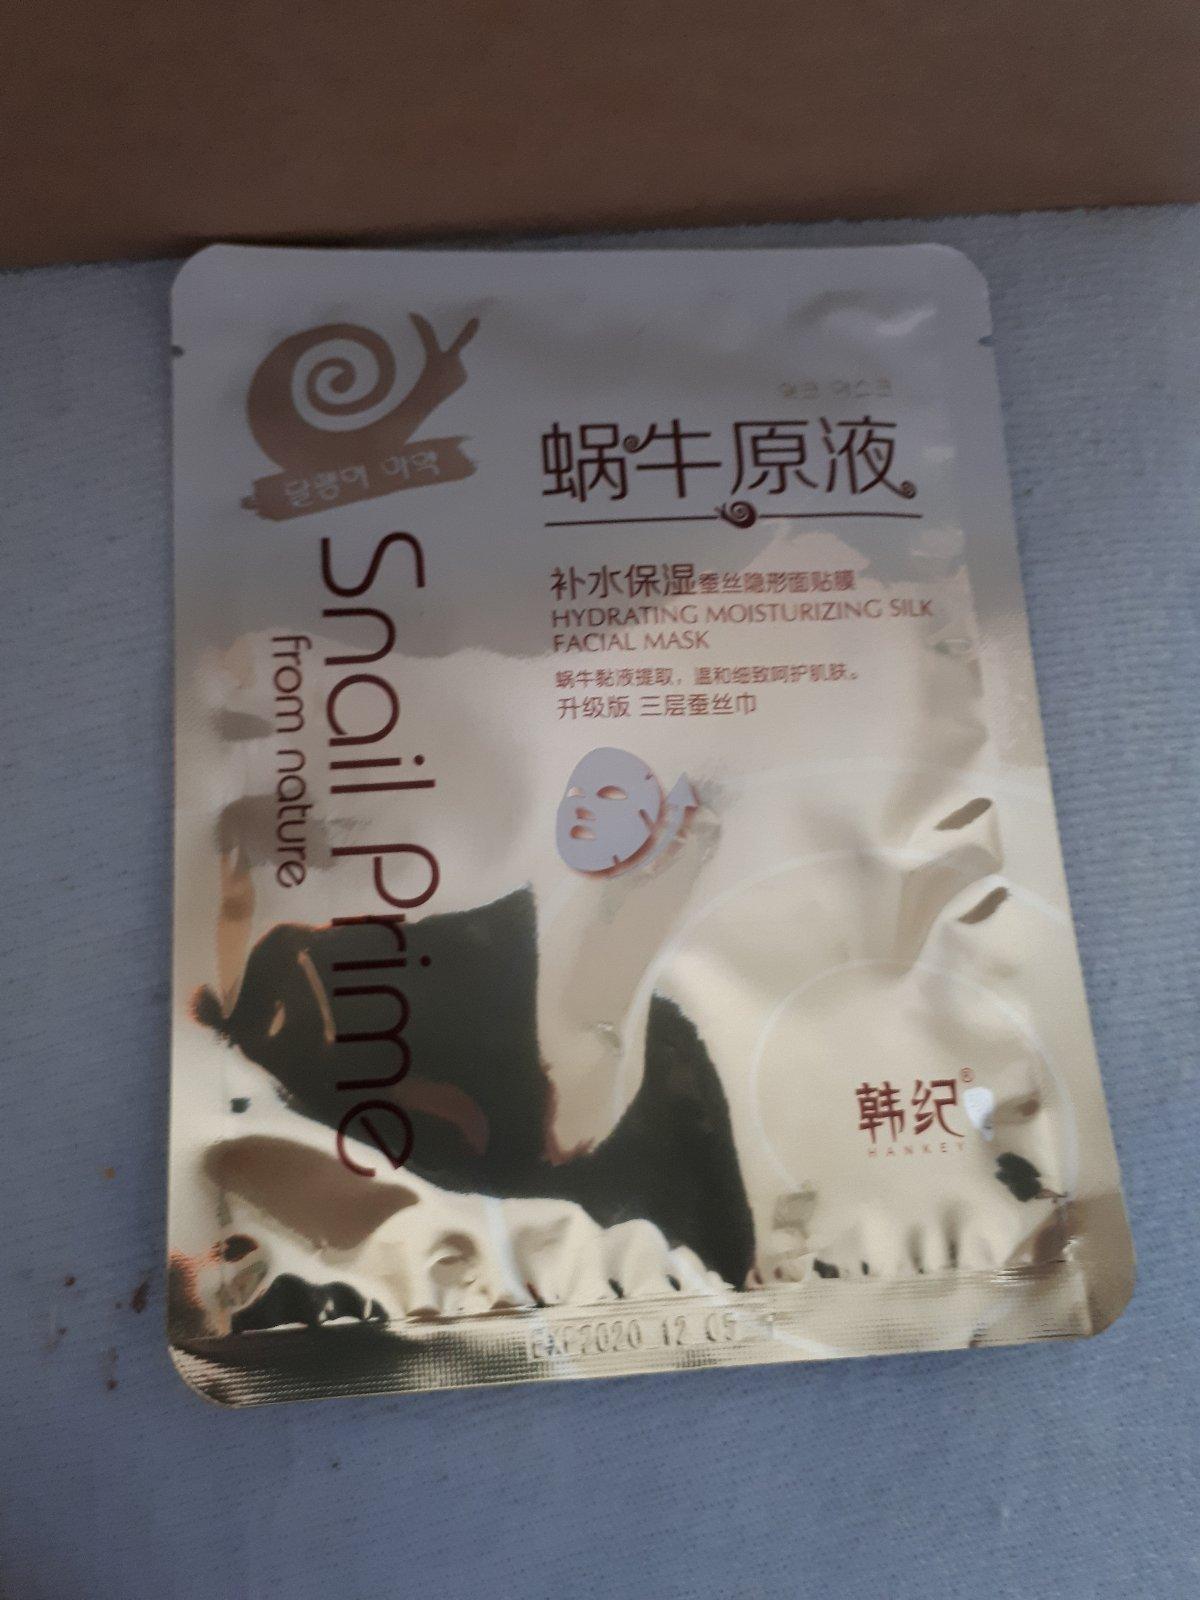 蜗牛原液
补水保湿蚕丝隐形面贴膜
HYDRATING MOISTURIZING SILK
FACIAL MASK
蜗牛黏液提取，温和细致呵护肌肤。
升级版 三层蚕丝巾
Snail Prime
from nature
韩纪®
HANKEY
EXP2020 12 05